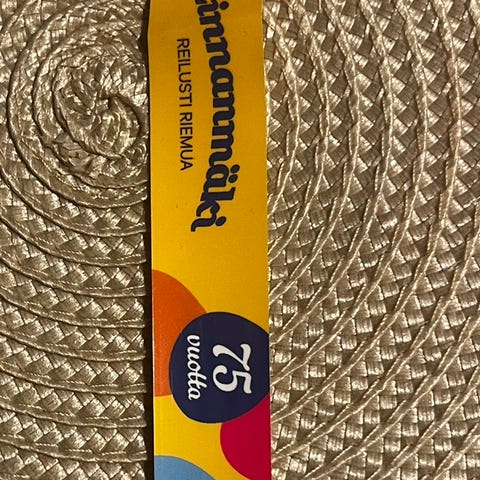 innanmäki
REILUSTI RIEMUA
75
vuotta